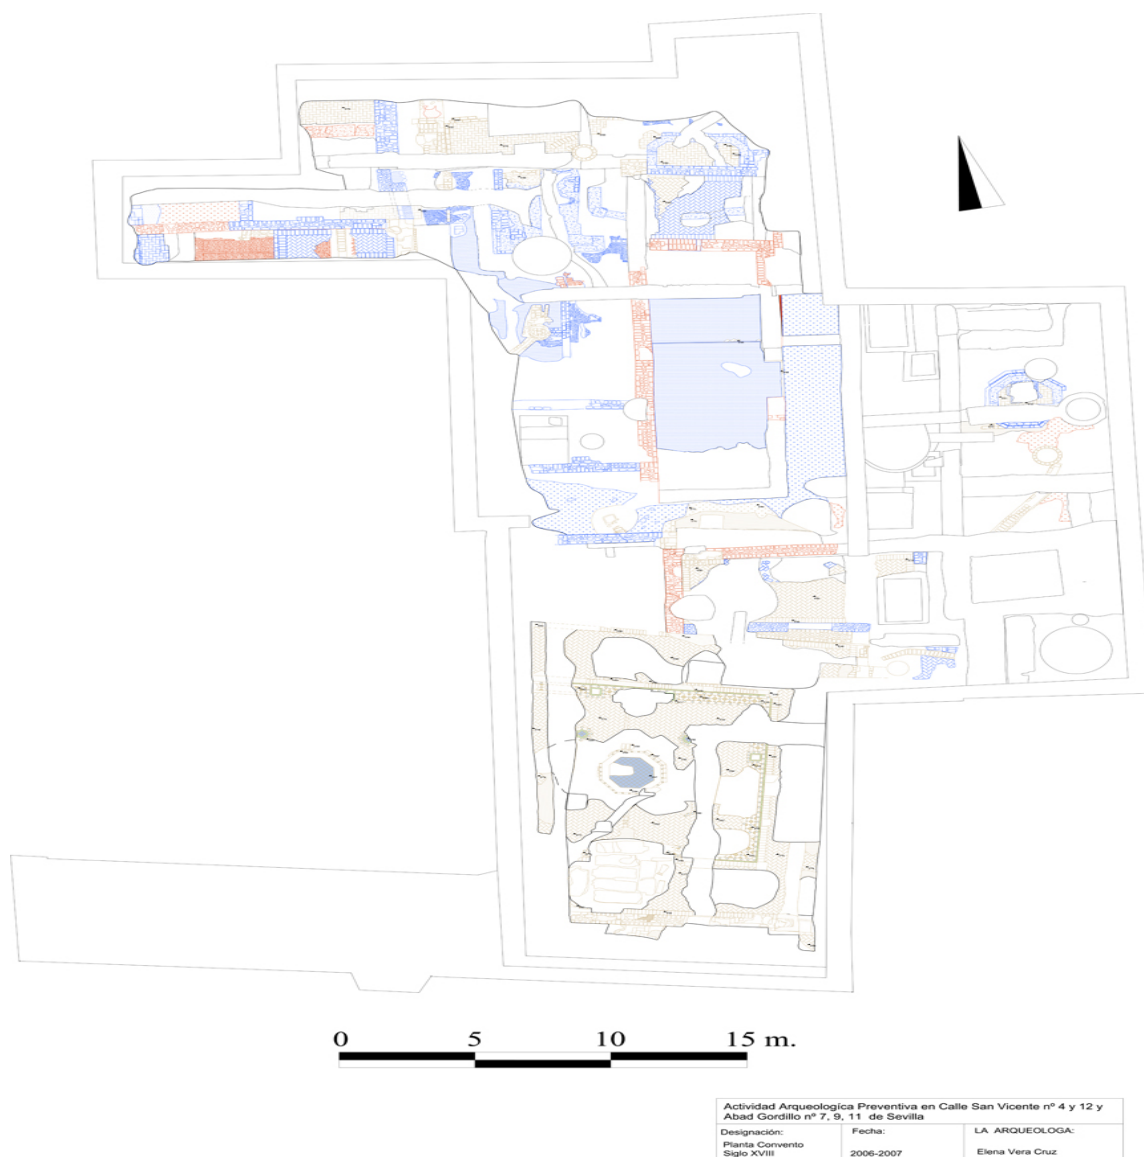 0 5 10 15 m.
Actividad Arqueologíca Preventiva en Calle San Vicente nº 4 y 12 y
Abad Gordillo nº 7, 9, 11 de Sevilla
Designación: Fecha: LA ARQUEOLOGA:
Planta Convento
Siglo XVIII 2006-2007 Elena Vera Cruz